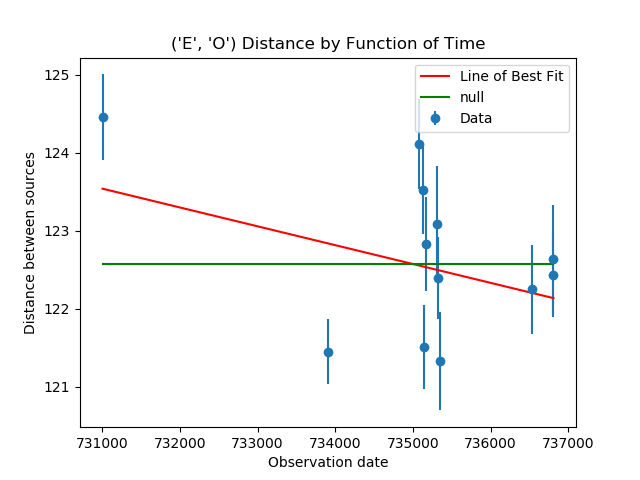 ('E', 'O') Distance by Function of Time
Line of Best Fit
null
Data
125
124
123
122
121
Distance between sources
731000 732000 733000 734000 735000 736000 737000
Observation date